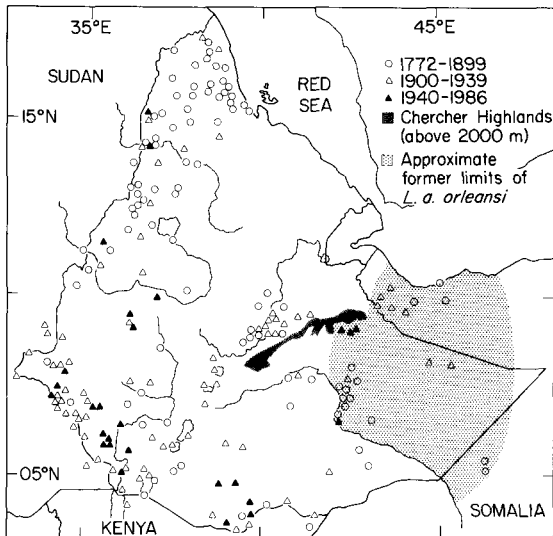 35°E
45°E
SUDAN
RED
SEA
○ 1772-1899
△ 1900-1939
▲ 1940-1986
Chercher Highlands
(above 2000 m)
Approximate
former limits of
L. a. orleansi
15°N
05°N
KENYA
SOMALIA